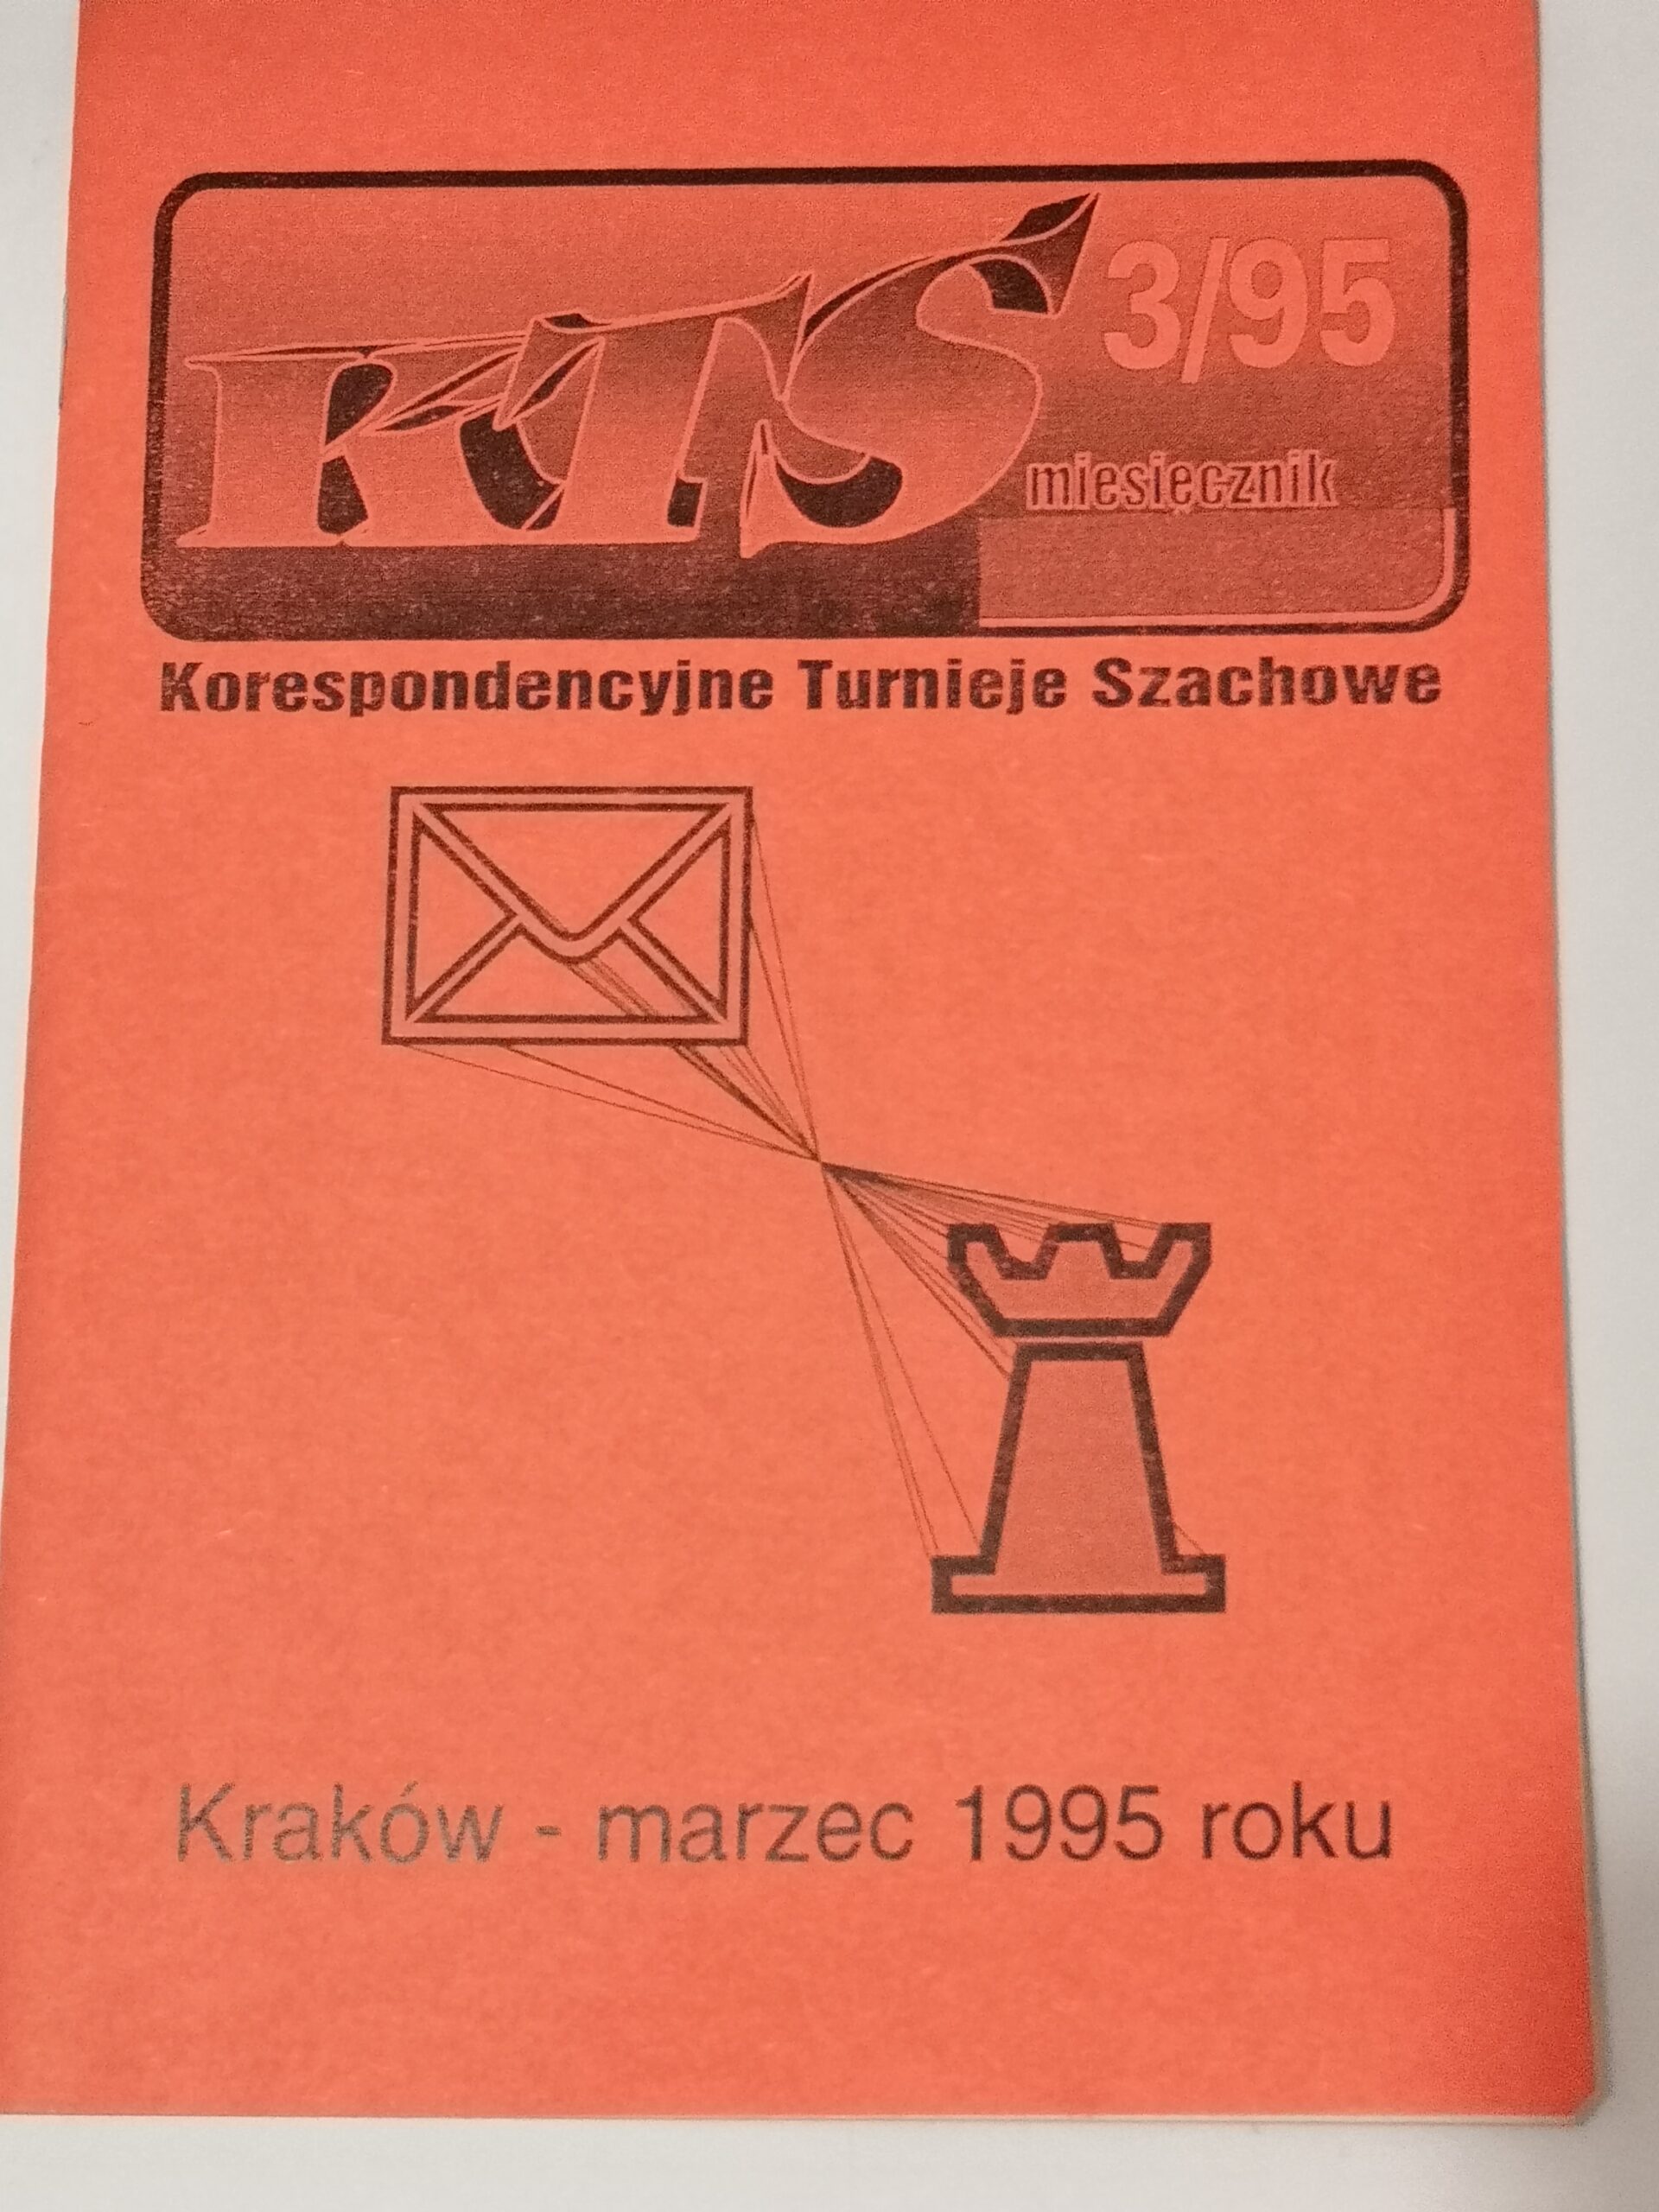 KTS 3/95
miesięcznik
Korespondencyjne Turnieje Szachowe
Kraków - marzec 1995 roku